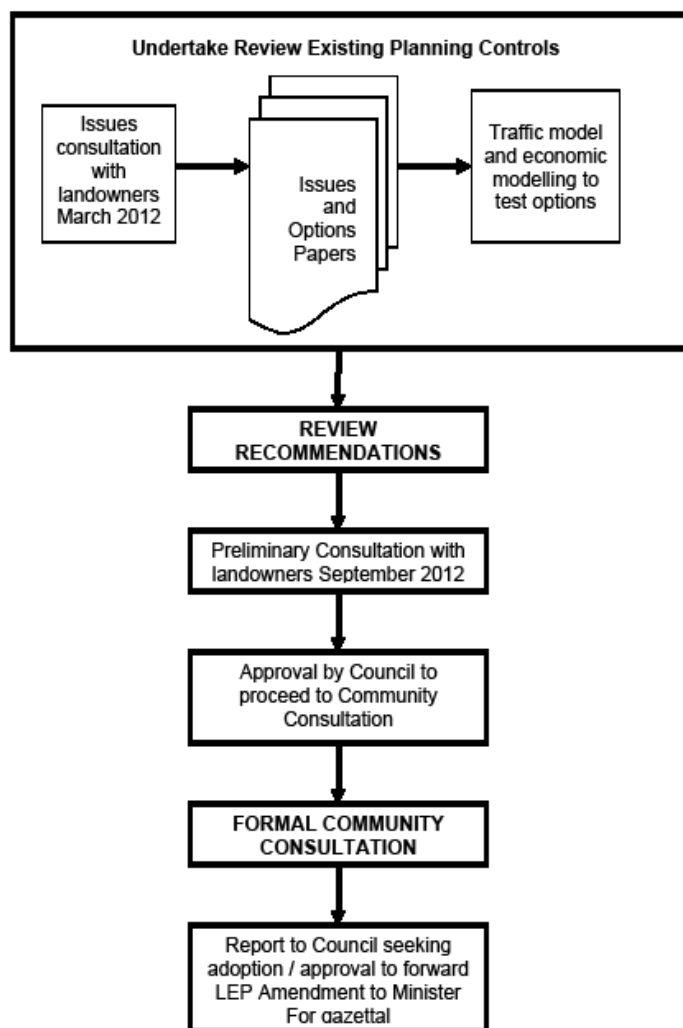 Undertake Review Existing Planning Controls
Issues
consultation
with
landowners
March 2012
Issues
and
Options
Papers
Traffic model
and economic
modelling to
test options
REVIEW
RECOMMENDATIONS
Preliminary Consultation with
landowners September 2012
Approval by Council to
proceed to Community
Consultation
FORMAL COMMUNITY
CONSULTATION
Report to Council seeking
adoption / approval to forward
LEP Amendment to Minister
For gazettal